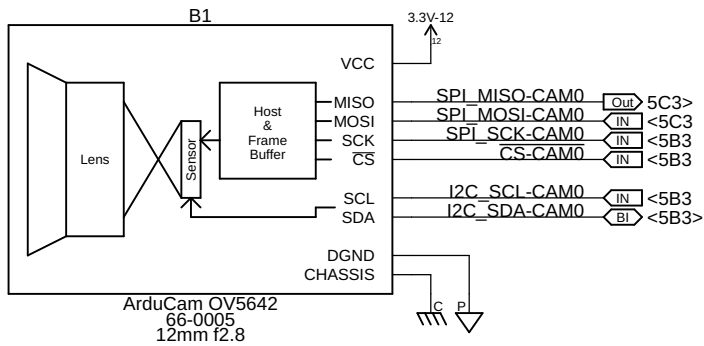 B1
3.3V-12
12
VCC
MISO SPI_MISO-CAM0 Out 5C3>
MOSI SPI_MOSI-CAM0 IN <5C3
SCK SPI_SCK-CAM0 IN <5B3
CS CS-CAM0 IN <5B3
Host
&
Frame
Buffer
Lens
Sensor
SCL I2C_SCL-CAM0 IN <5B3
SDA I2C_SDA-CAM0 BI <5B3>
DGND
CHASSIS
C P
ArduCam OV5642
66-0005
12mm f2.8